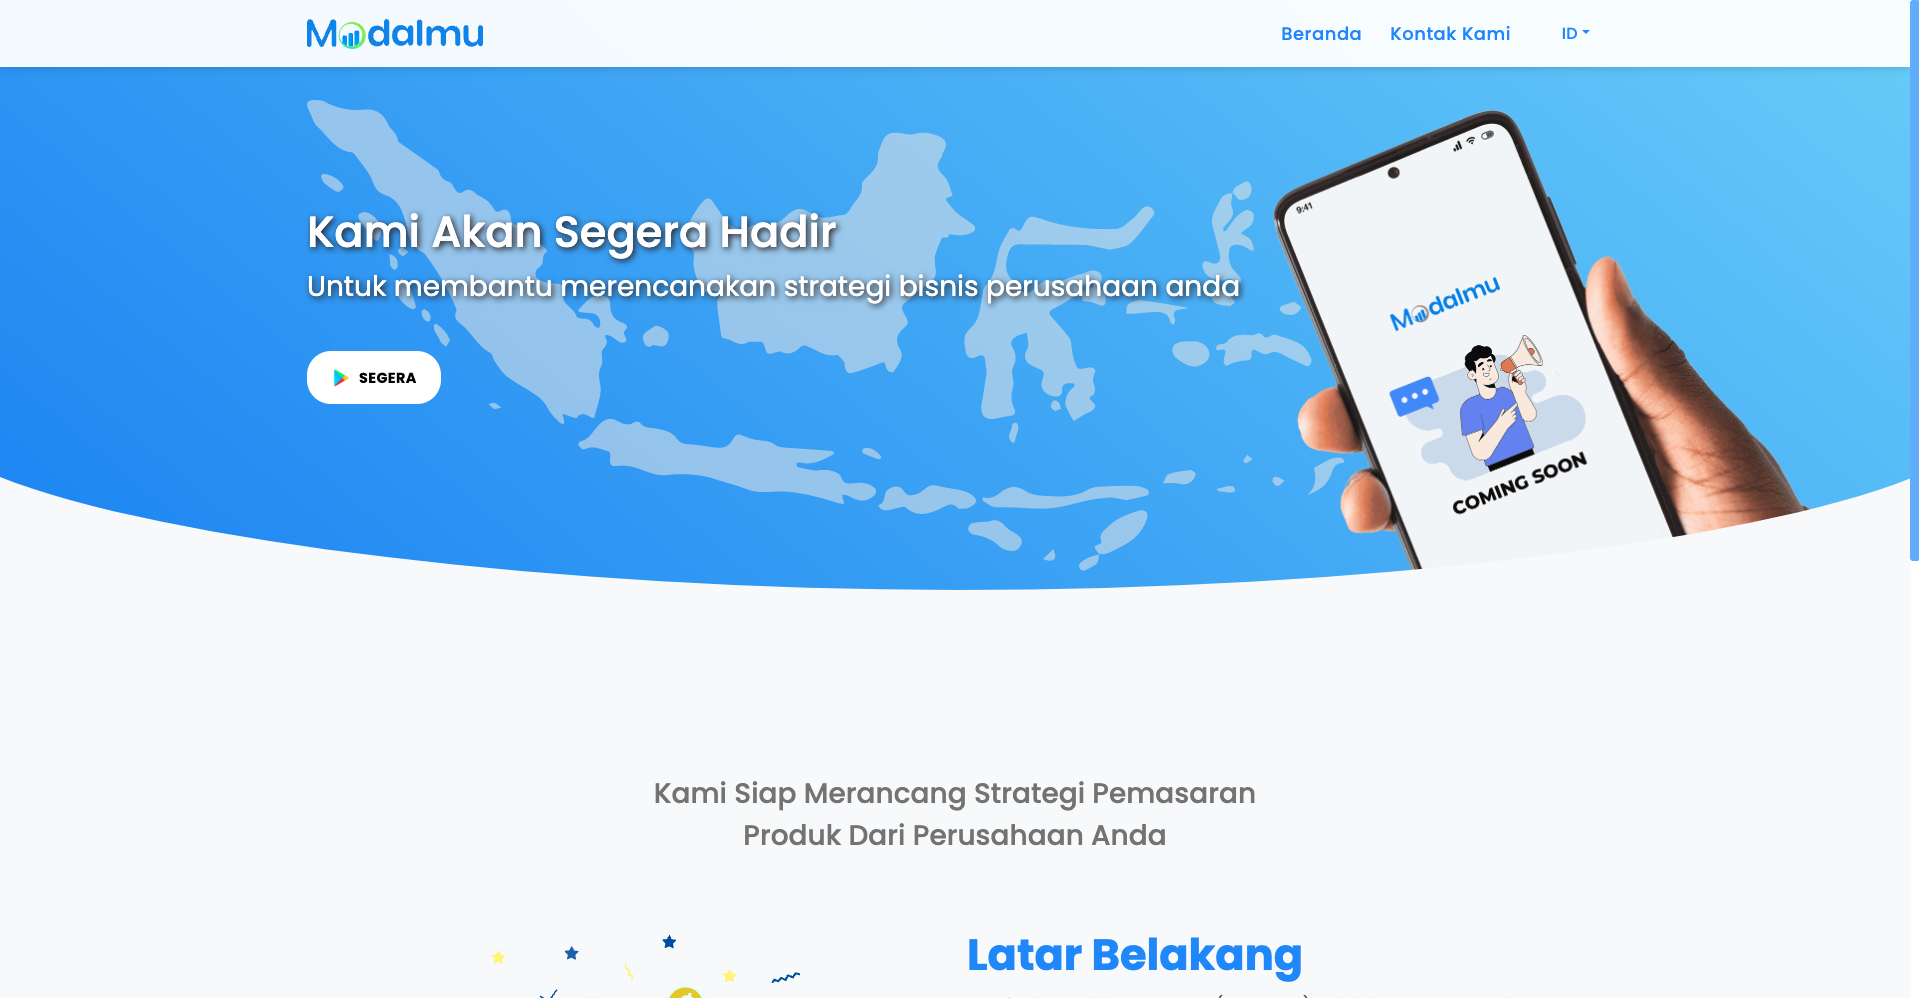 Modalmu
Beranda
Kontak Kami
ID
Kami Akan Segera Hadir
Untuk membantu merencanakan strategi bisnis perusahaan anda
SEGERA
9:41
Modalmu
COMING SOON
Kami Siap Merancang Strategi Pemasaran
Produk Dari Perusahaan Anda
Latar Belakang